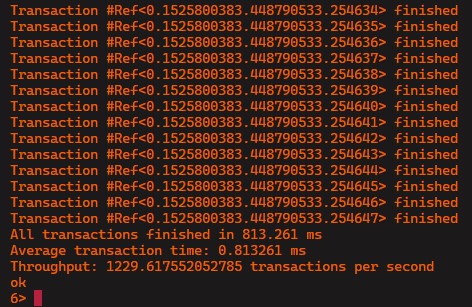 Transaction #Ref<0.1525800383.448790533.254634> finished
Transaction #Ref<0.1525800383.448790533.254635> finished
Transaction #Ref<0.1525800383.448790533.254636> finished
Transaction #Ref<0.1525800383.448790533.254637> finished
Transaction #Ref<0.1525800383.448790533.254638> finished
Transaction #Ref<0.1525800383.448790533.254639> finished
Transaction #Ref<0.1525800383.448790533.254640> finished
Transaction #Ref<0.1525800383.448790533.254641> finished
Transaction #Ref<0.1525800383.448790533.254642> finished
Transaction #Ref<0.1525800383.448790533.254643> finished
Transaction #Ref<0.1525800383.448790533.254644> finished
Transaction #Ref<0.1525800383.448790533.254645> finished
Transaction #Ref<0.1525800383.448790533.254646> finished
Transaction #Ref<0.1525800383.448790533.254647> finished
All transactions finished in 813.261 ms
Average transaction time: 0.813261 ms
Throughput: 1229.617552052785 transactions per second
ok
6>